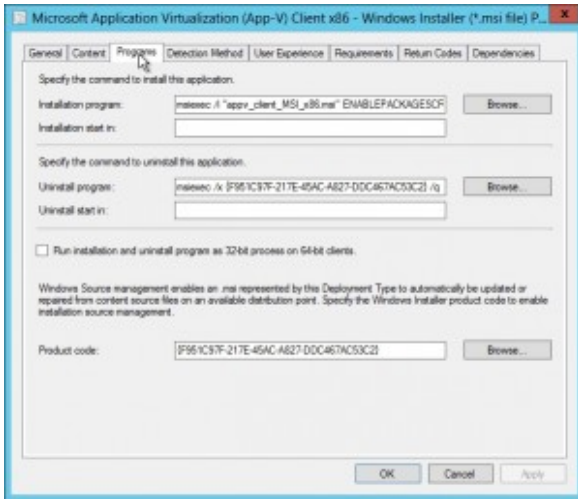 Microsoft Application Virtualization (App-V) Client x86 - Windows Installer (*.msi file) P...
x
General Content Programs Detection Method User Experience Requirements Return Codes Dependencies
Specify the command to install this application.
Installation program: msiexec /i "appv_client_MSI_x86.msi" ENABLEPACKAGESCR Browse...
Installation start in:
Specify the command to uninstall this application.
Uninstall program: msiexec /x {F951C97F-217E-45AC-A827-DDC467AC53C2} /q Browse...
Uninstall start in:
Run installation and uninstall program as 32-bit process on 64-bit clients.
Windows Source management enables an .msi represented by this Deployment Type to automatically be updated or
repaired from content source files on an available distribution point. Specify the Windows Installer product code to enable
installation source management.
Product code: {F951C97F-217E-45AC-A827-DDC467AC53C2} Browse...
OK Cancel Apply